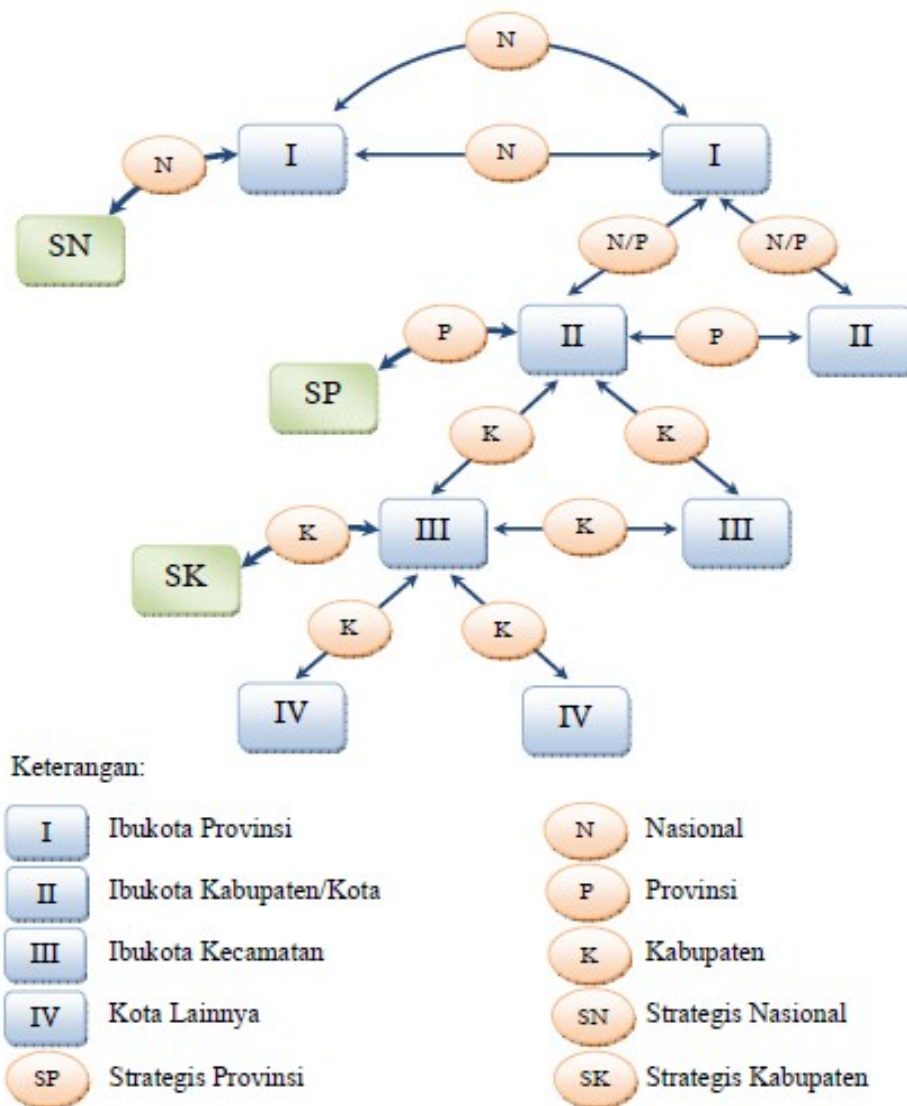 N
I
N
I
N
SN
N/P
N/P
P
II
P
II
SP
K
K
K
III
K
III
SK
K
K
IV
IV
Keterangan:
I Ibukota Provinsi
N Nasional
II Ibukota Kabupaten/Kota
P Provinsi
III Ibukota Kecamatan
K Kabupaten
IV Kota Lainnya
SN Strategis Nasional
SP Strategis Provinsi
SK Strategis Kabupaten